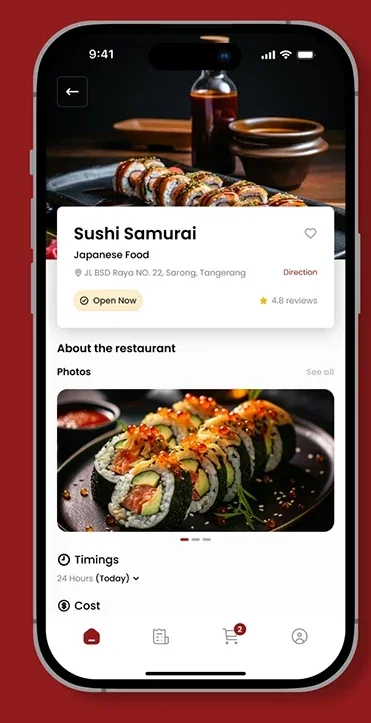 9:41
Sushi Samurai
Japanese Food
JL BSD Raya NO. 22, Sarong, Tangerang
Direction
Open Now
4.8 reviews
About the restaurant
Photos
See all
Timings
24 Hours (Today)
Cost
2